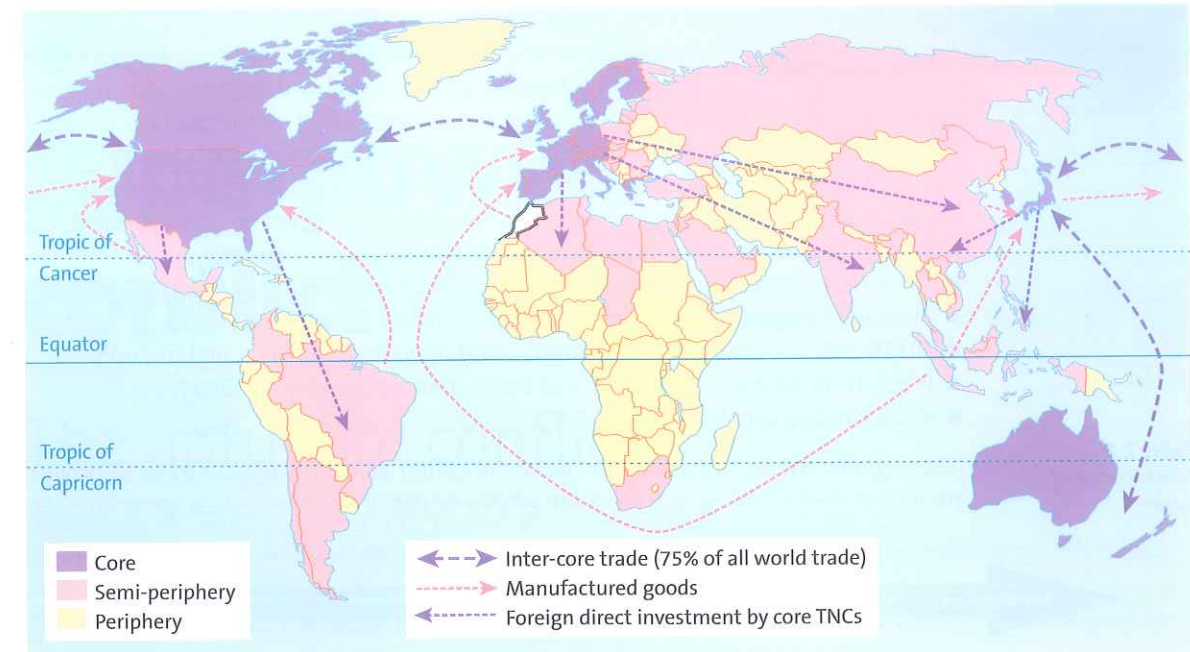 Tropic of
Cancer
Equator
Tropic of
Capricorn
Core
Semi-periphery
Periphery
Inter-core trade (75% of all world trade)
Manufactured goods
Foreign direct investment by core TNCs